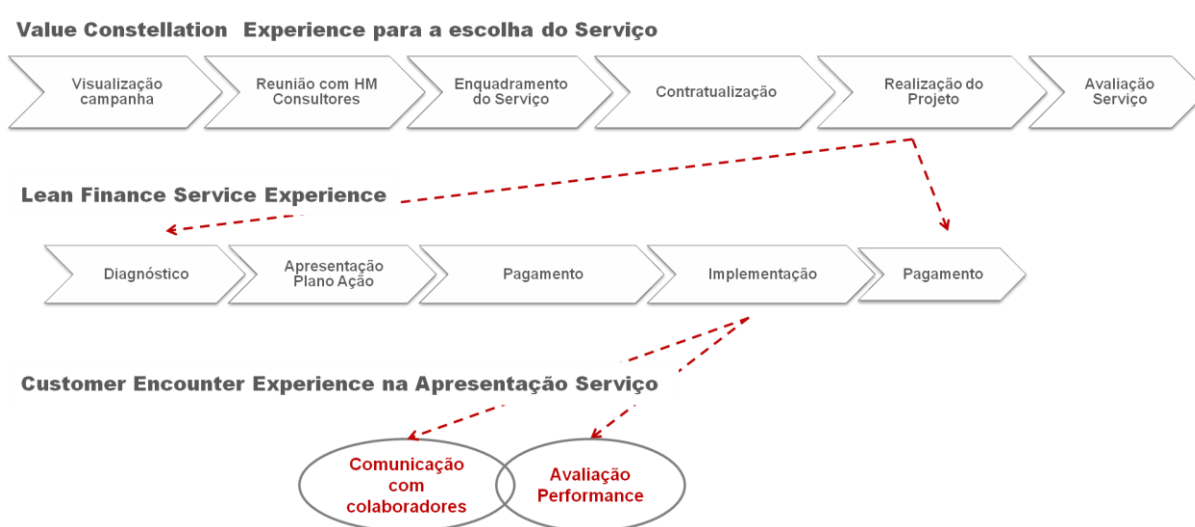 Value Constellation Experience para a escolha do Serviço
Visualização
campanha
Reunião com HM
Consultores
Enquadramento
do Serviço
Contratualização
Realização do
Projeto
Avaliação
Serviço
Lean Finance Service Experience
Diagnóstico
Apresentação
Plano Ação
Pagamento
Implementação
Pagamento
Customer Encounter Experience na Apresentação Serviço
Comunicação
com
colaboradores
Avaliação
Performance